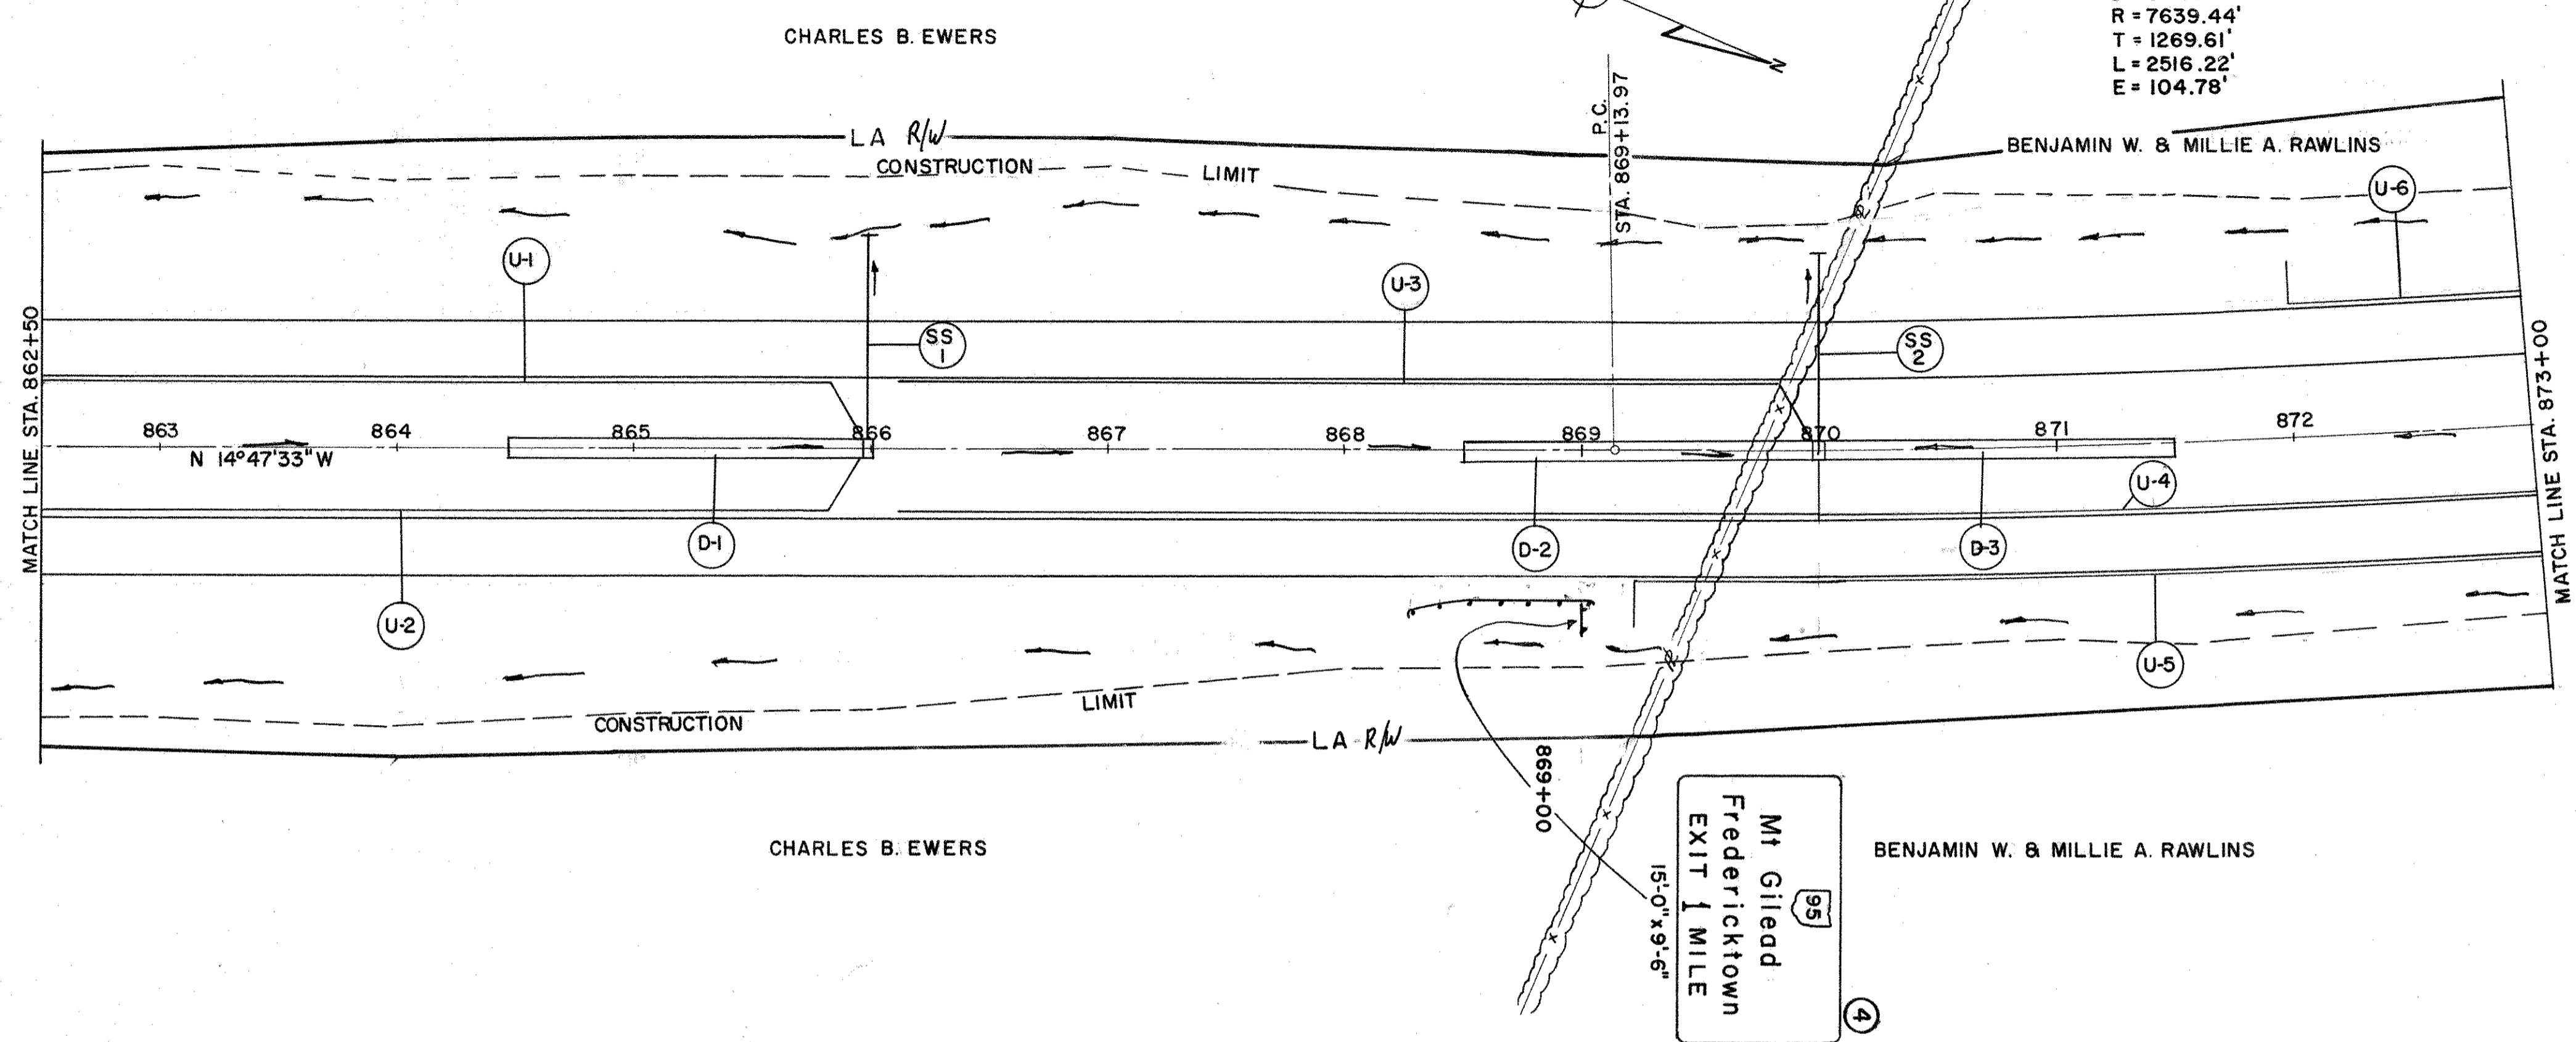 CHARLES B. EWERS
R = 7639.44'
T = 1269.61'
L = 2516.22'
E = 104.78'
N
P.C.
STA. 869+13.97
LA R/W
BENJAMIN W. & MILLIE A. RAWLINS
CONSTRUCTION LIMIT
U-6
U-1
U-3
SS 1
SS 2
MATCH LINE STA. 862+50
MATCH LINE STA. 873+00
863 864 865 866 867 868 869 870 871 872
N 14°47'33" W
U-4
D-1
D-2
D-3
U-2
U-5
CONSTRUCTION LIMIT
LA R/W
869+00
95
Mt Gilead
Fredericktown
EXIT 1 MILE
15'-0" x 9'-6"
4
CHARLES B. EWERS
BENJAMIN W. & MILLIE A. RAWLINS